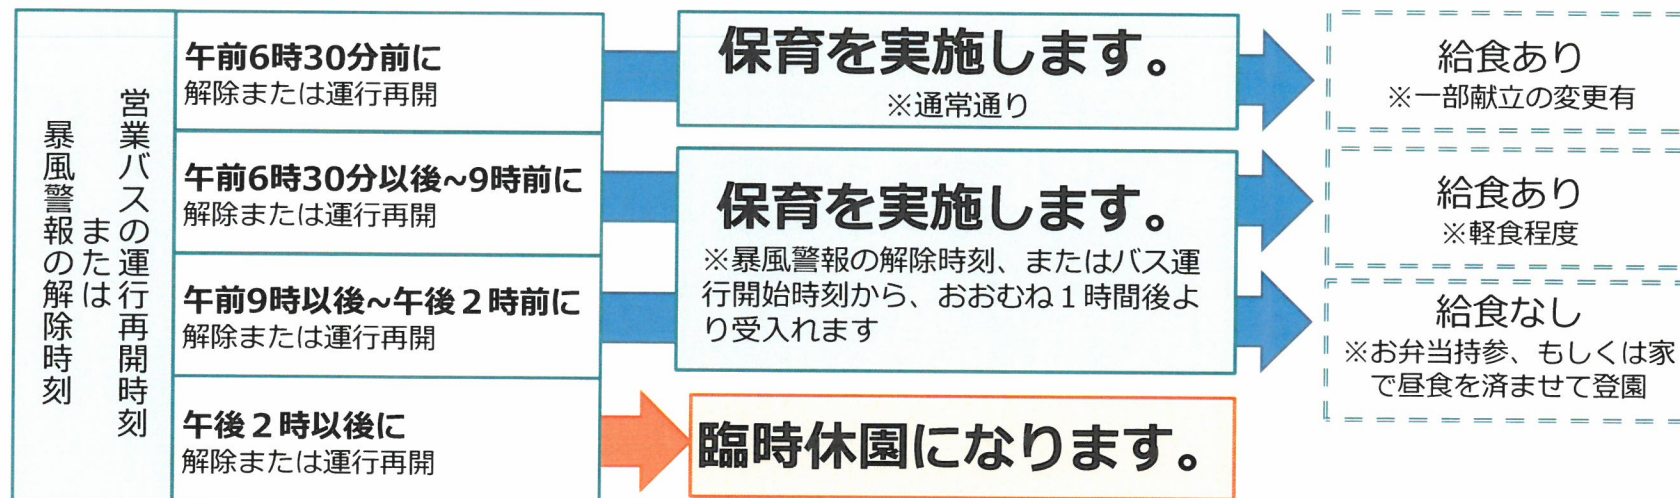 営業バスの運行再開時刻
または
暴風警報の解除時刻
午前6時30分前に
解除または運行再開
保育を実施します。
※通常通り
給食あり
※一部献立の変更有
午前6時30分以後~9時前に
解除または運行再開
保育を実施します。
※暴風警報の解除時刻、またはバス運
行開始時刻から、おおむね１時間後よ
り受入れます
給食あり
※軽食程度
午前9時以後~午後２時前に
解除または運行再開
給食なし
※お弁当持参、もしくは家
で昼食を済ませて登園
午後２時以後に
解除または運行再開
臨時休園になります。